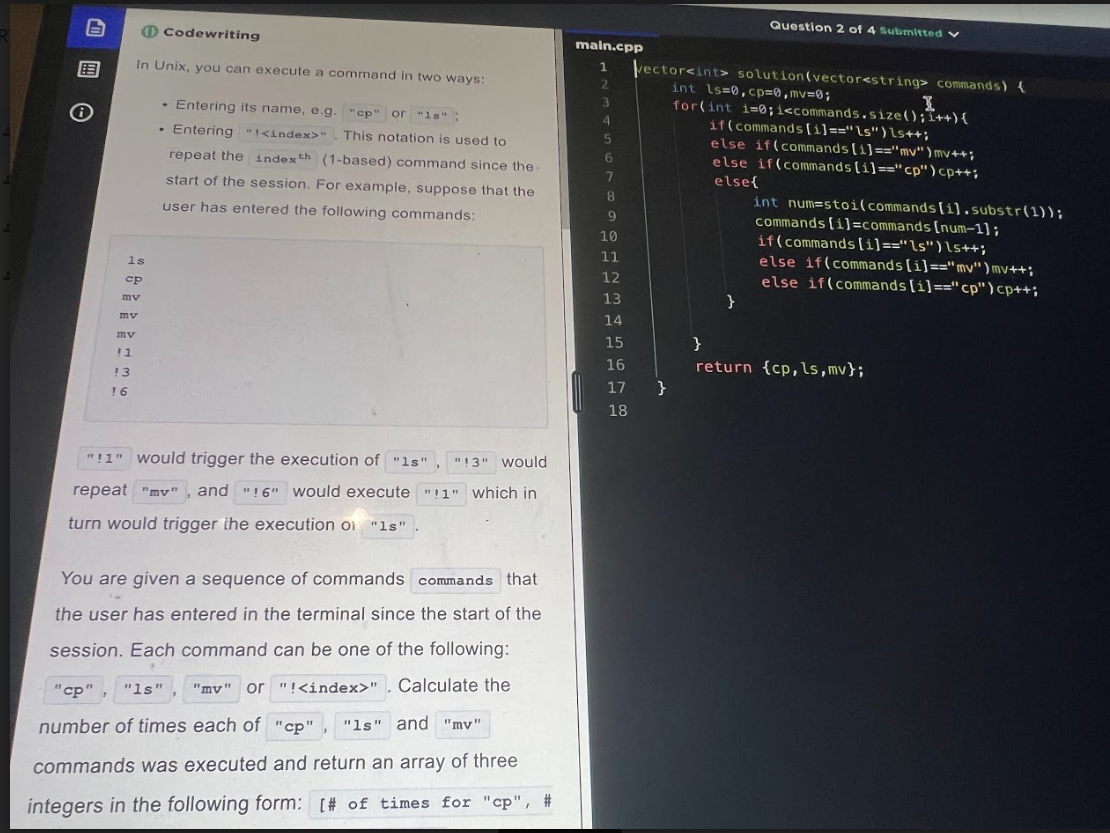 Codewriting
In Unix, you can execute a command in two ways:
• Entering its name, e.g. "cp" or "ls";
• Entering "!<index>". This notation is used to
repeat the indexth (1-based) command since the
start of the session. For example, suppose that the
user has entered the following commands:
ls
cp
mv
mv
mv
!1
!3
!6
"!1" would trigger the execution of "ls", "!3" would
repeat "mv", and "!6" would execute "!1" which in
turn would trigger the execution of "ls".
You are given a sequence of commands commands that
the user has entered in the terminal since the start of the
session. Each command can be one of the following:
"cp", "ls", "mv" or "!<index>". Calculate the
number of times each of "cp", "ls" and "mv"
commands was executed and return an array of three
integers in the following form: [# of times for "cp", #
Question 2 of 4 Submitted
main.cpp
1 vector<int> solution(vector<string> commands) {
2 int ls=0,cp=0,mv=0;
3 for(int i=0;i<commands.size();i++){
4 if(commands[i]=="ls")ls++;
5 else if(commands[i]=="mv")mv++;
6 else if(commands[i]=="cp")cp++;
7 else{
8 int num=stoi(commands[i].substr(1));
9 commands[i]=commands[num-1];
10 if(commands[i]=="ls")ls++;
11 else if(commands[i]=="mv")mv++;
12 else if(commands[i]=="cp")cp++;
13 }
14
15 }
16 return {cp,ls,mv};
17 }
18